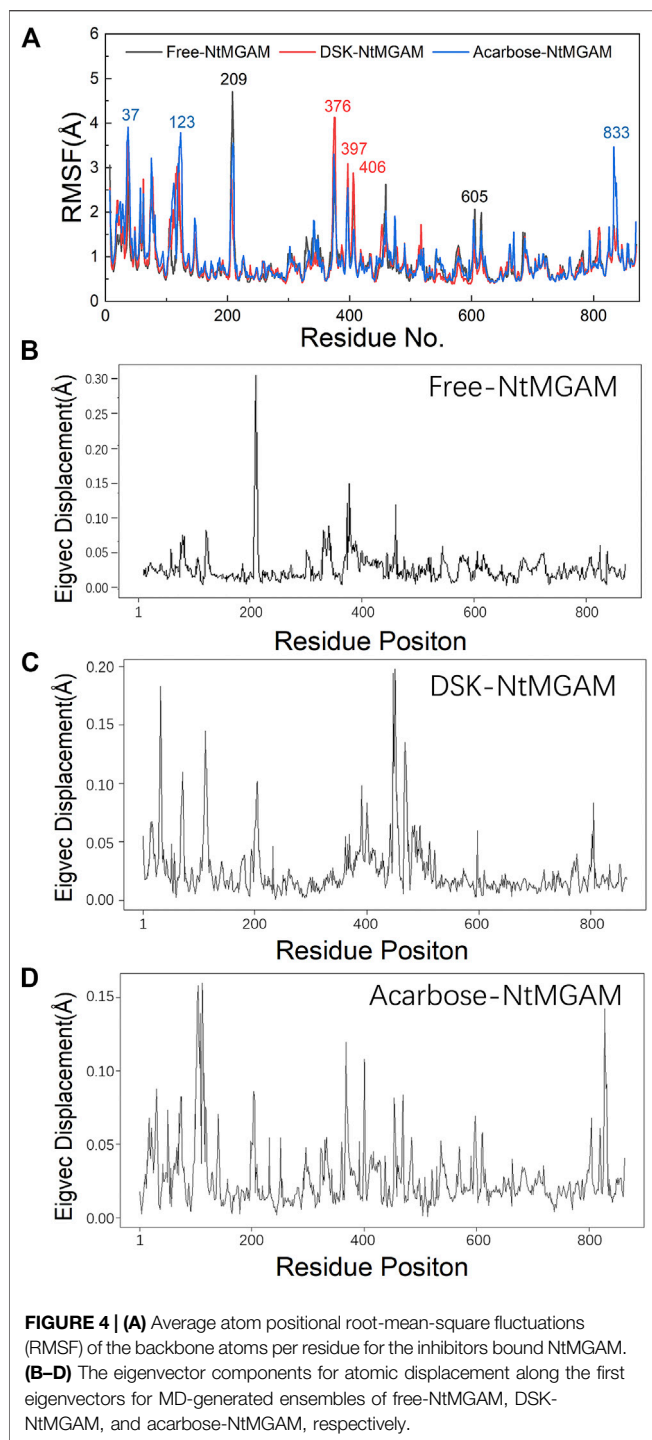 A
Free-NtMGAM DSK-NtMGAM Acarbose-NtMGAM
6
5
4
3
2
1
0
RMSF(Å)
37
123
209
376
397
406
605
833
0 200 400 600 800
Residue No.
B
Free-NtMGAM
Eigvec Displacement(Å)
0.30
0.25
0.20
0.15
0.10
0.05
0.00
1 200 400 600 800
Residue Positon
C
DSK-NtMGAM
Eigvec Displacement(Å)
0.20
0.15
0.10
0.05
0.00
1 200 400 600 800
Residue Positon
D
Acarbose-NtMGAM
Eigvec Displacement(Å)
0.15
0.10
0.05
0.00
1 200 400 600 800
Residue Positon
FIGURE 4 | (A) Average atom positional root-mean-square fluctuations
(RMSF) of the backbone atoms per residue for the inhibitors bound NtMGAM.
(B–D) The eigenvector components for atomic displacement along the first
eigenvectors for MD-generated ensembles of free-NtMGAM, DSK-
NtMGAM, and acarbose-NtMGAM, respectively.